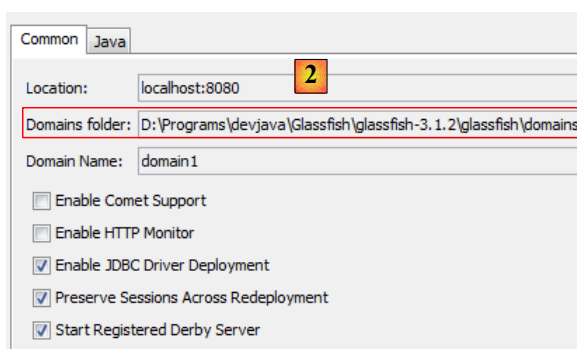 Common Java
2
Location: localhost:8080
Domains folder: D:\Programs\devjava\Glassfish\glassfish-3.1.2\glassfish\domains
Domain Name: domain1
Enable Comet Support
Enable HTTP Monitor
Enable JDBC Driver Deployment
Preserve Sessions Across Redeployment
Start Registered Derby Server